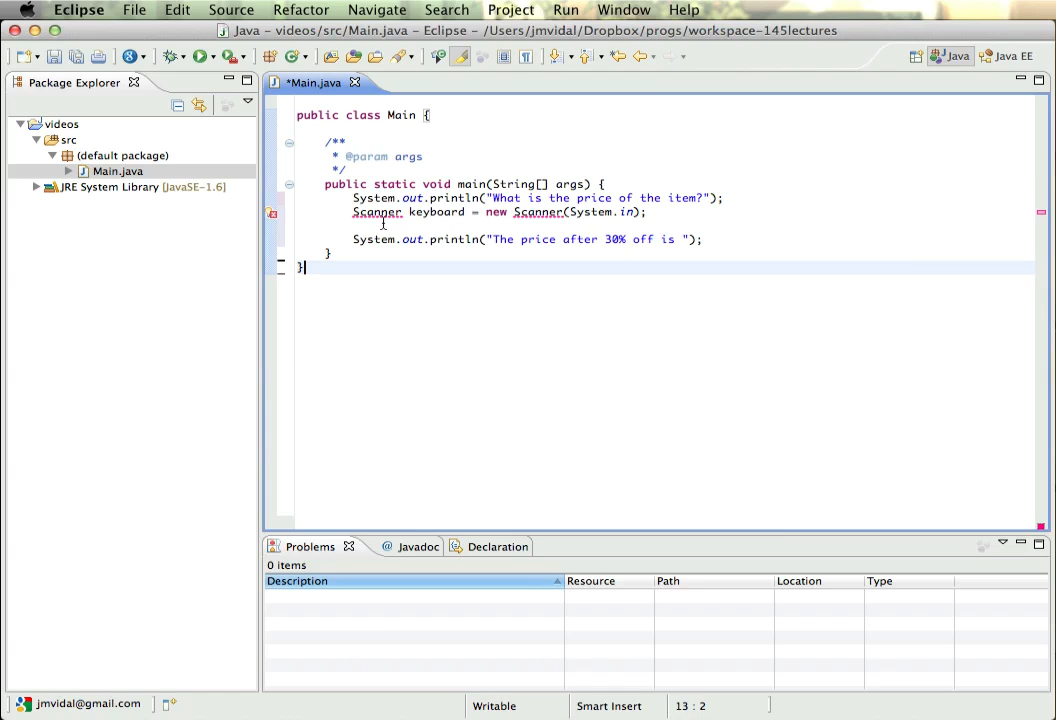 Eclipse File Edit Source Refactor Navigate Search Project Run Window Help
Java - videos/src/Main.java - Eclipse - /Users/jmvidal/Dropbox/progs/workspace-145lectures
Java Java EE
Package Explorer
videos
src
(default package)
Main.java
JRE System Library [JavaSE-1.6]
*Main.java
public class Main {
/**
* @param args
*/
public static void main(String[] args) {
System.out.println("What is the price of the item?");
Scanner keyboard = new Scanner(System.in);
System.out.println("The price after 30% off is ");
}
}
Problems @ Javadoc Declaration
0 items
Description Resource Path Location Type
jmvidal@gmail.com Writable Smart Insert 13 : 2